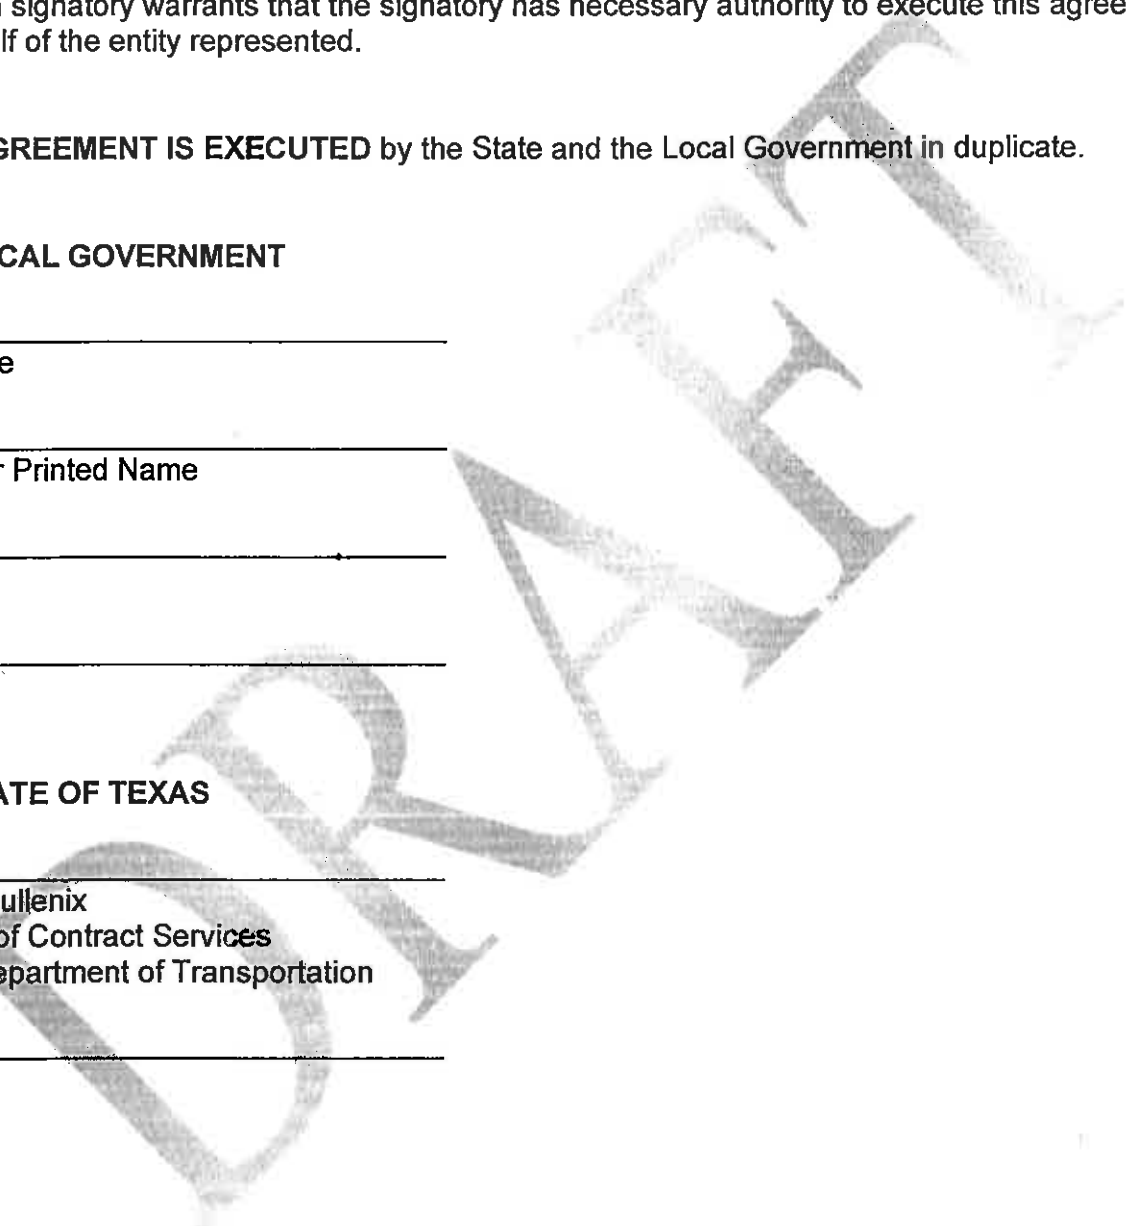 signatory warrants that the signatory has necessary authority to execute this agree
lf of the entity represented.
GREEMENT IS EXECUTED by the State and the Local Government in duplicate.
CAL GOVERNMENT
e
r Printed Name
ATE OF TEXAS
ullenix
of Contract Services
epartment of Transportation
DRAFT